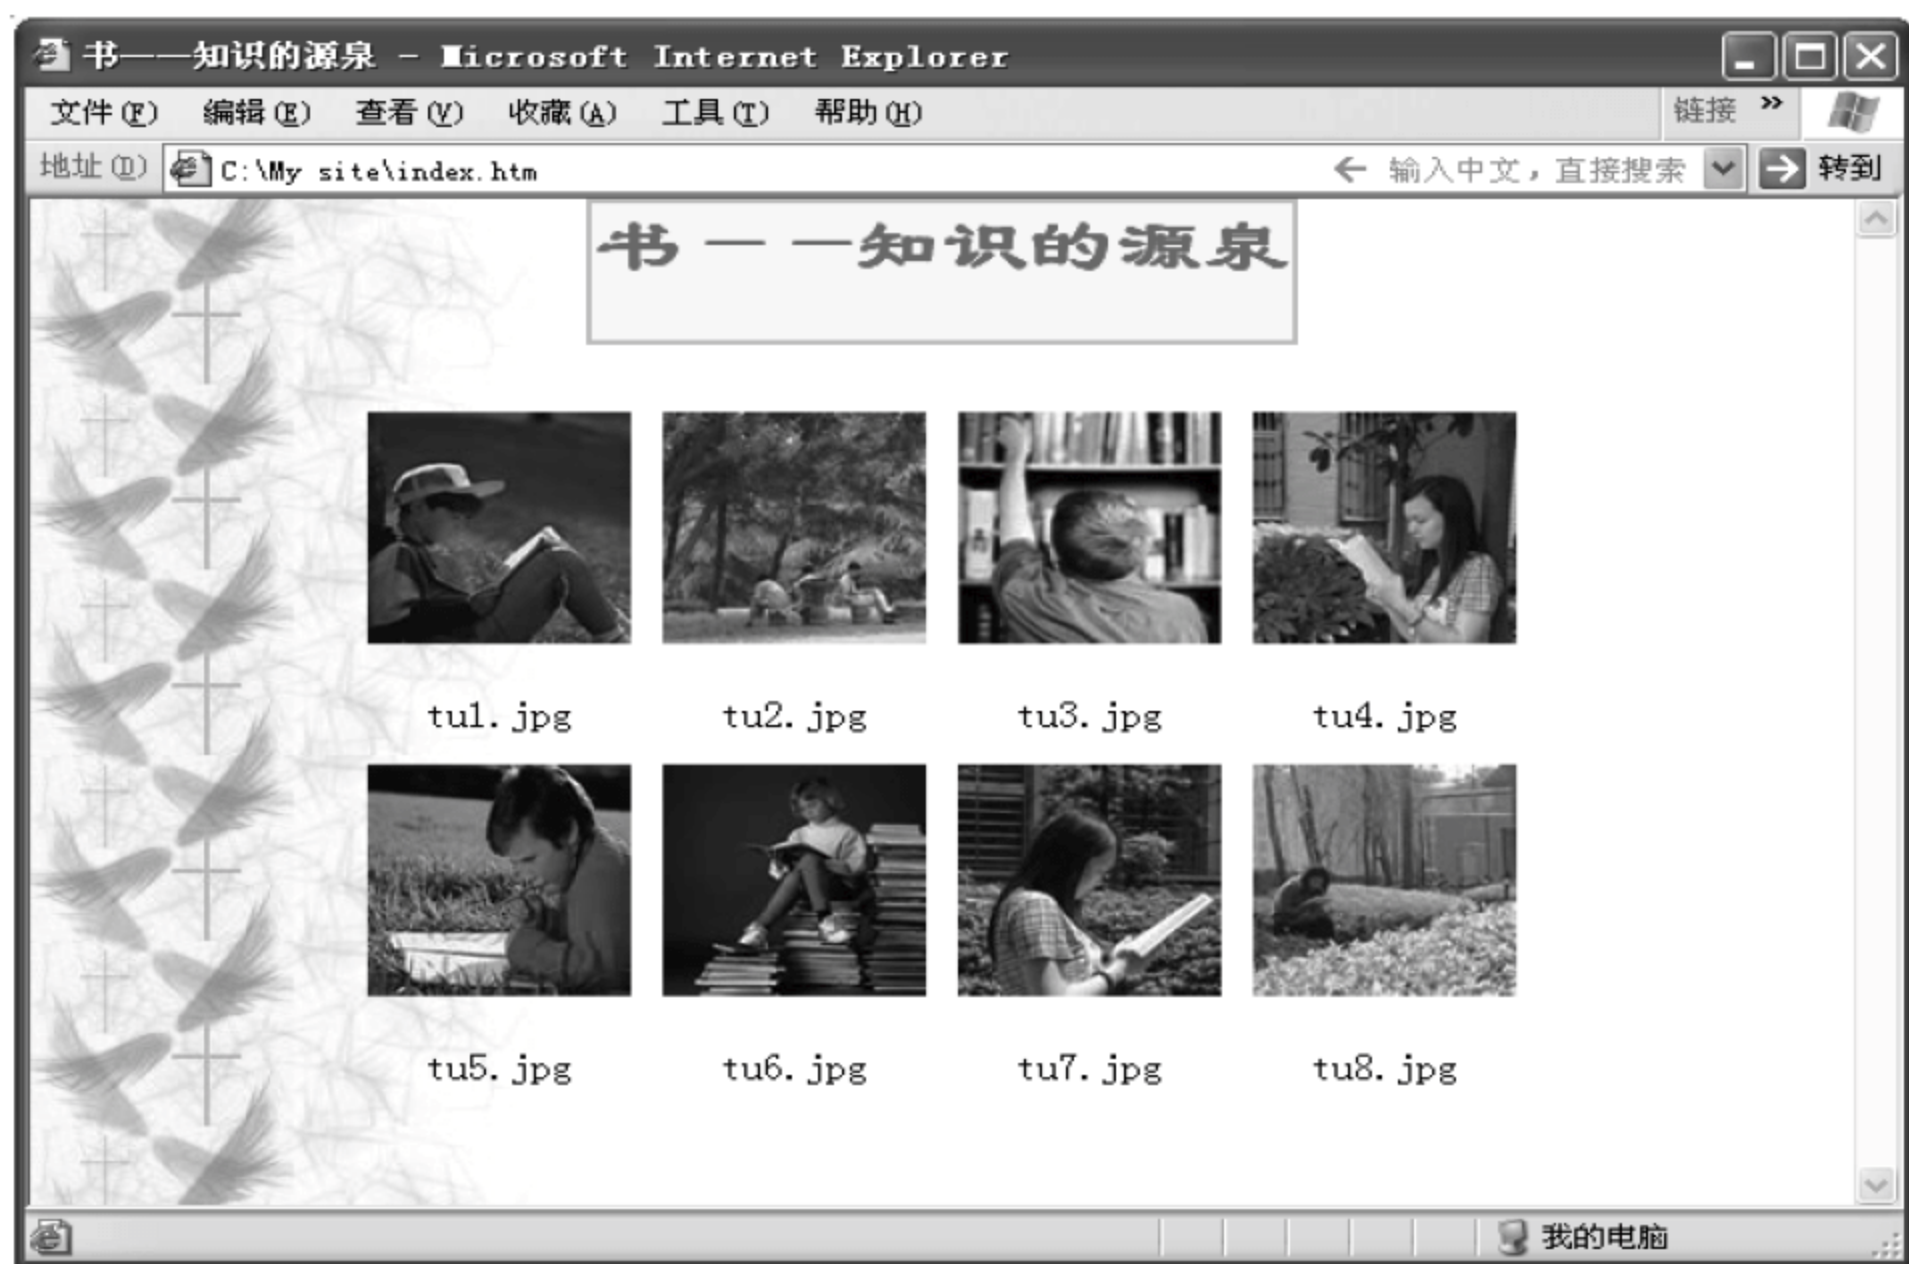 书——知识的源泉 - Microsoft Internet Explorer
文件(F) 编辑(E) 查看(V) 收藏(A) 工具(T) 帮助(H) 链接 »
地址(D) C:\My site\index.htm 输入中文，直接搜索 转到
书——知识的源泉
tu1.jpg tu2.jpg tu3.jpg tu4.jpg
tu5.jpg tu6.jpg tu7.jpg tu8.jpg
我的电脑